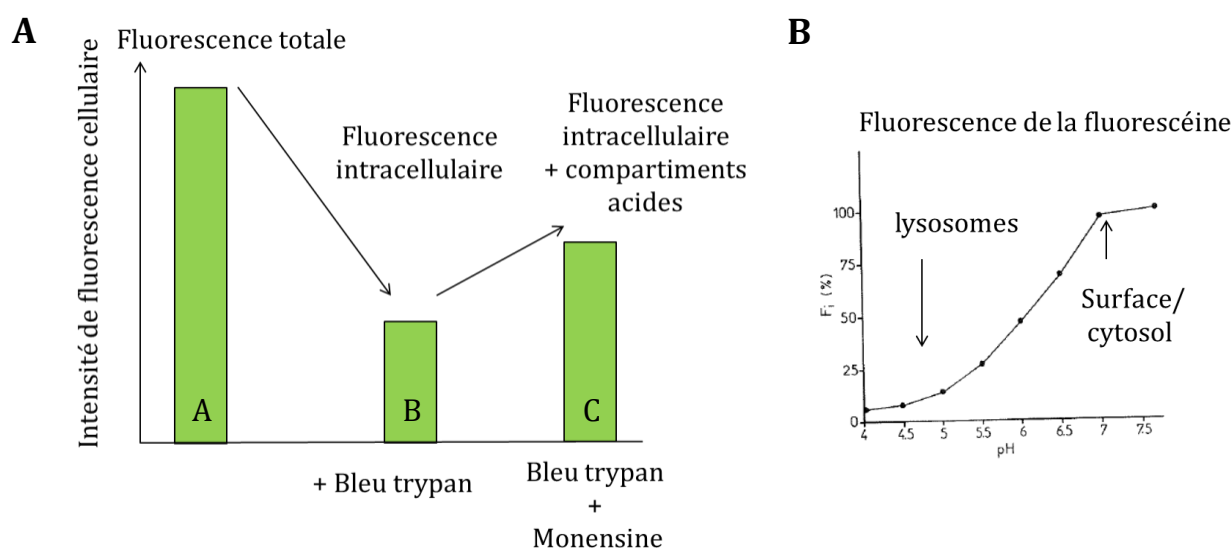 A
Fluorescence totale
Intensité de fluorescence cellulaire
Fluorescence
intracellulaire
Fluorescence
intracellulaire
+ compartiments
acides
A
B
C
+ Bleu trypan
Bleu trypan
+
Monensine
B
Fluorescence de la fluorescéine
lysosomes
Surface/
cytosol
Fi (%)
100
75
50
25
0
4 4.5 5 5.5 6 6.5 7 7.5
pH